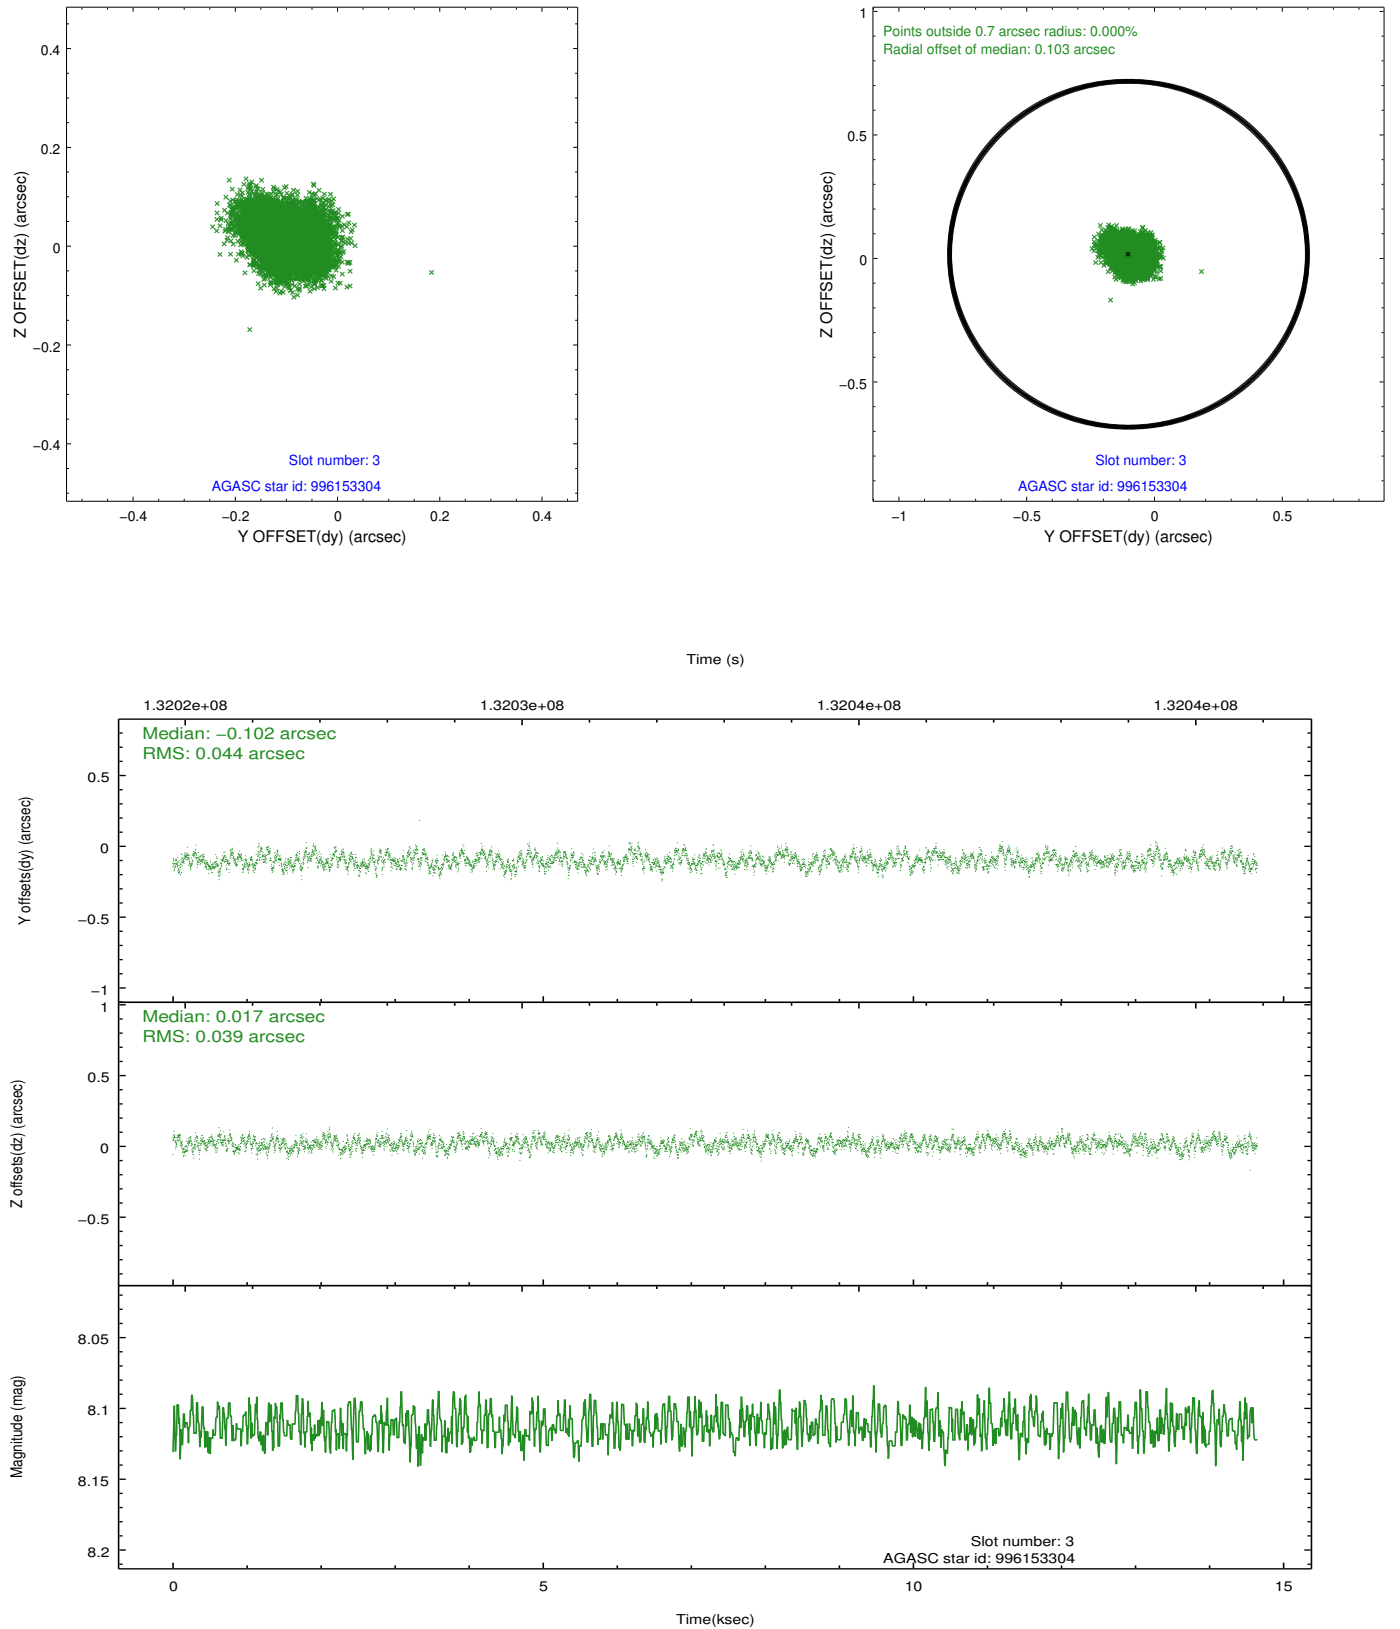 0.4
0.2
0
−0.2
−0.4
Z OFFSET(dz) (arcsec)
Slot number: 3
AGASC star id: 996153304
−0.4 −0.2 0 0.2 0.4
Y OFFSET(dy) (arcsec)
1
0.5
0
−0.5
Z OFFSET(dz) (arcsec)
Points outside 0.7 arcsec radius: 0.000%
Radial offset of median: 0.103 arcsec
Slot number: 3
AGASC star id: 996153304
−1 −0.5 0 0.5
Y OFFSET(dy) (arcsec)
Time (s)
1.3202e+08 1.3203e+08 1.3204e+08 1.3204e+08
Median: −0.102 arcsec
RMS: 0.044 arcsec
0.5
0
−0.5
−1
Y offsets(dy) (arcsec)
Median: 0.017 arcsec
RMS: 0.039 arcsec
1
0.5
0
−0.5
Z offsets(dz) (arcsec)
8.05
8.1
8.15
8.2
Magnitude (mag)
Slot number: 3
AGASC star id: 996153304
0 5 10 15
Time(ksec)